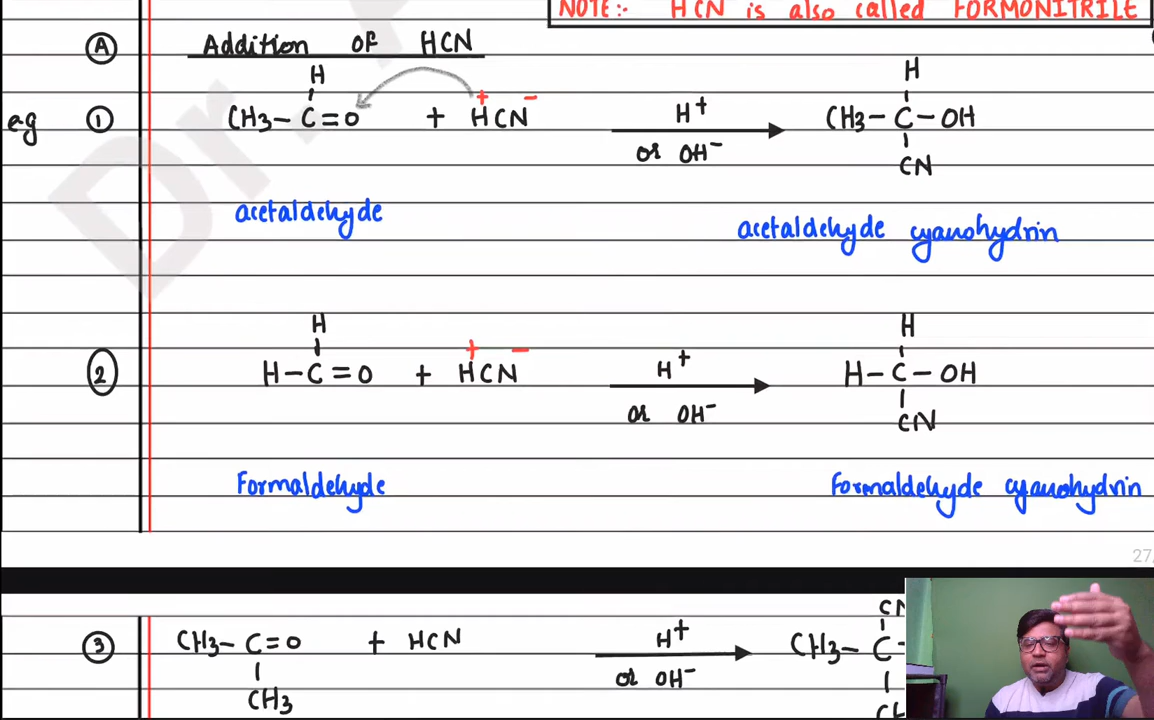 NOTE:- HCN is also called FORMONITRILE
Ⓐ Addition of HCN
H
eg ① CH3- C=O + HCN H+ CH3- C- OH
+ -
or OH-
CN
acetaldehyde acetaldehyde cyanohydrin
H H
② H-C=O + HCN H+ H- C- OH
+ -
or OH-
CN
Formaldehyde Formaldehyde cyanohydrin
27
③ CH3- C=O + HCN H+ CH3- C-
or OH-
CH3